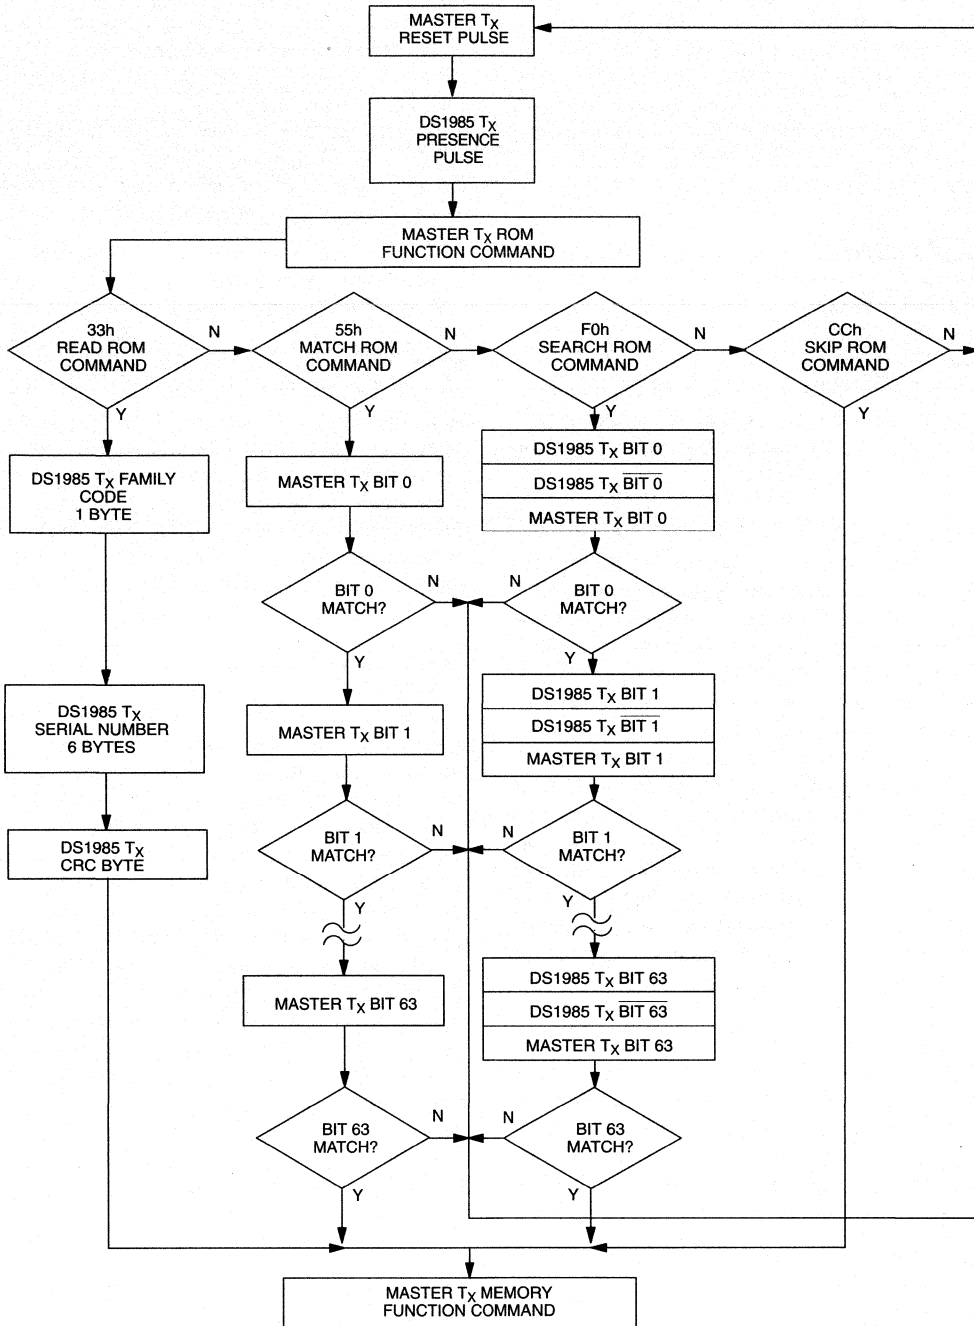 MASTER TX
RESET PULSE
DS1985 TX
PRESENCE
PULSE
MASTER TX ROM
FUNCTION COMMAND
33h
READ ROM
COMMAND
N
Y
55h
MATCH ROM
COMMAND
N
Y
F0h
SEARCH ROM
COMMAND
N
Y
CCh
SKIP ROM
COMMAND
N
Y
DS1985 TX FAMILY
CODE
1 BYTE
DS1985 TX
SERIAL NUMBER
6 BYTES
DS1985 TX
CRC BYTE
MASTER TX BIT 0
BIT 0
MATCH?
N
Y
MASTER TX BIT 1
BIT 1
MATCH?
N
Y
MASTER TX BIT 63
BIT 63
MATCH?
N
Y
DS1985 TX BIT 0
DS1985 TX B̅I̅T̅ ̅0̅
MASTER TX BIT 0
N
BIT 0
MATCH?
Y
DS1985 TX BIT 1
DS1985 TX B̅I̅T̅ ̅1̅
MASTER TX BIT 1
N
BIT 1
MATCH?
Y
DS1985 TX BIT 63
DS1985 TX B̅I̅T̅ ̅6̅3̅
MASTER TX BIT 63
N
BIT 63
MATCH?
Y
MASTER TX MEMORY
FUNCTION COMMAND